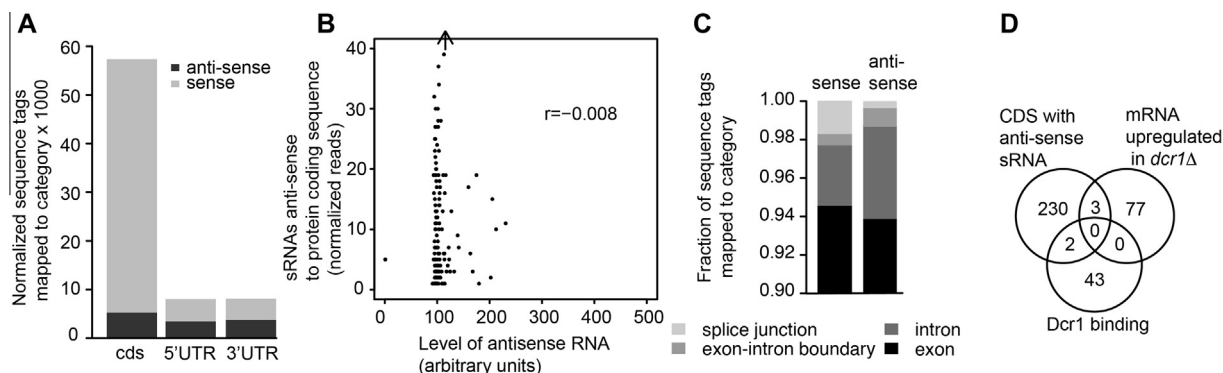 A
Normalized sequence tags
mapped to category x 1000
60
50
40
30
20
10
0
anti-sense
sense
cds
5'UTR
3'UTR
B
sRNAs anti-sense
to protein coding sequence
(normalized reads)
40
30
20
10
0
r=−0.008
0
100
200
300
400
500
Level of antisense RNA
(arbitrary units)
C
Fraction of sequence tags
mapped to category
sense
anti-
sense
1.00
0.98
0.96
0.94
0.92
0.90
splice junction
exon-intron boundary
intron
exon
D
CDS with
anti-sense
sRNA
mRNA
upregulated
in dcr1Δ
230
3
77
0
2
0
43
Dcr1 binding